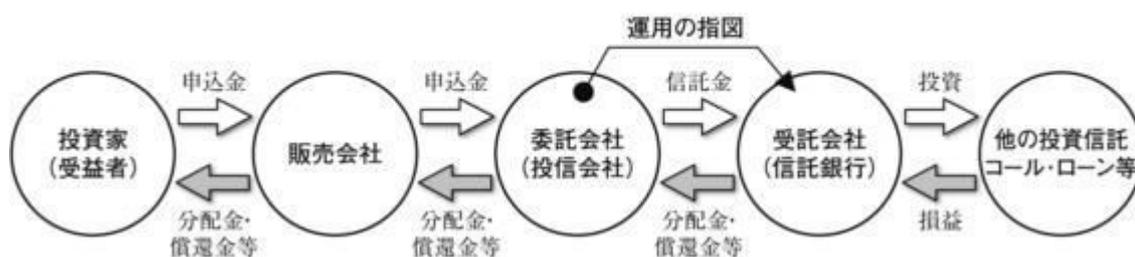 運用の指図
申込金
申込金
信託金
投資
投資家
(受益者)
販売会社
委託会社
(投信会社)
受託会社
(信託銀行)
他の投資信託
コール・ローン等
分配金・
償還金等
分配金・
償還金等
分配金・
償還金等
損益